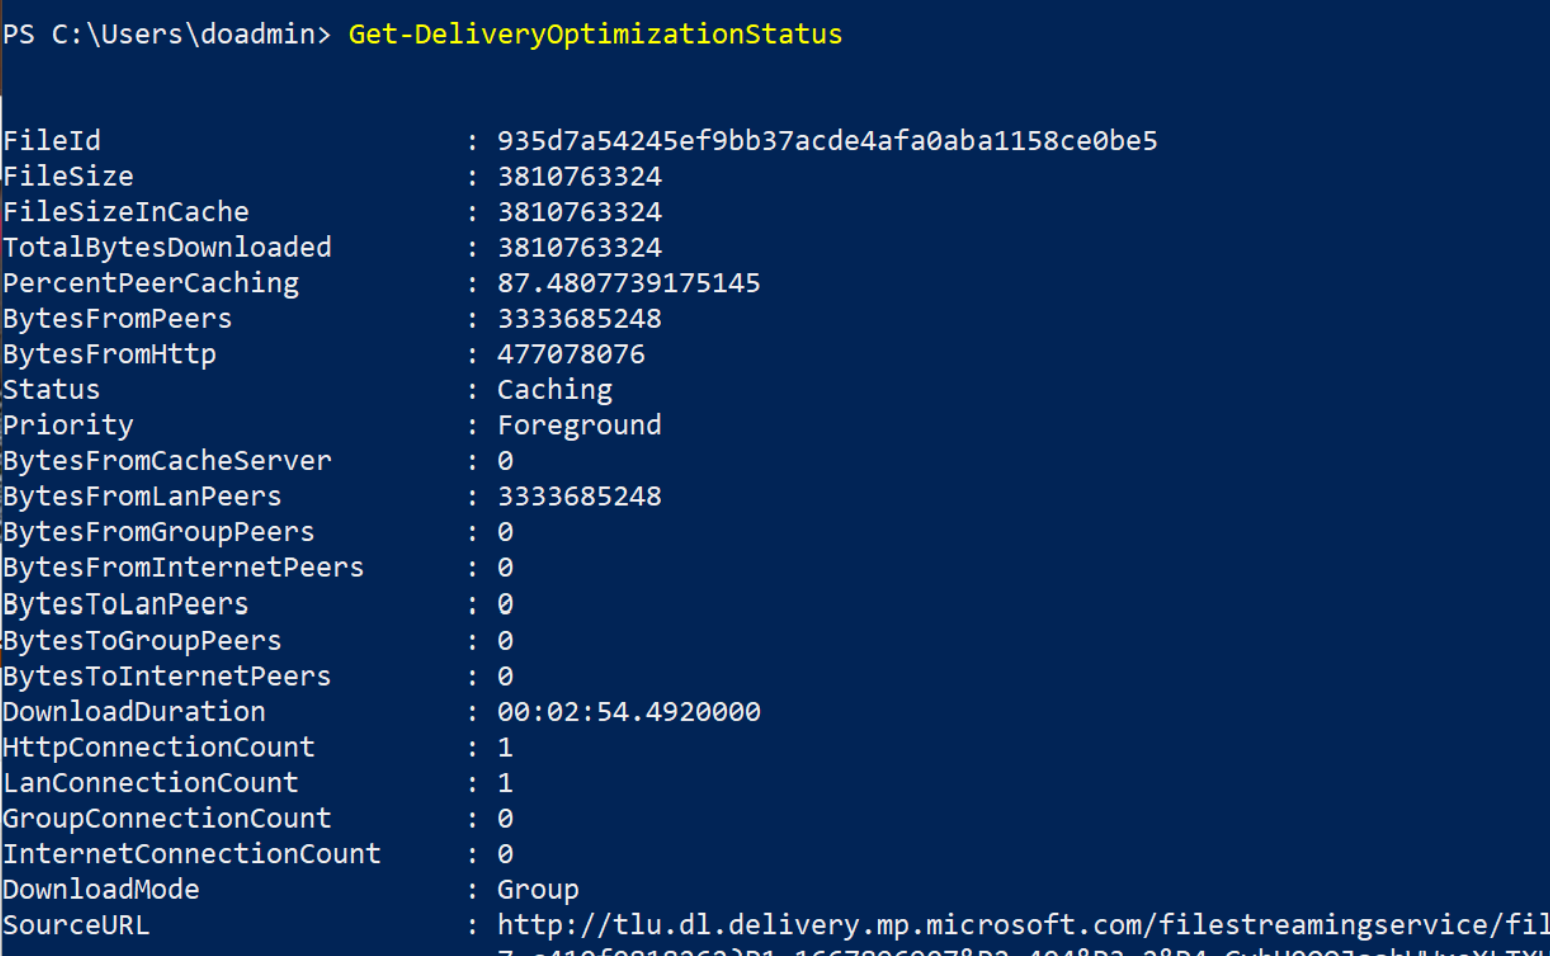 PS C:\Users\doadmin> Get-DeliveryOptimizationStatus
FileId : 935d7a54245ef9bb37acde4afa0aba1158ce0be5
FileSize : 3810763324
FileSizeInCache : 3810763324
TotalBytesDownloaded : 3810763324
PercentPeerCaching : 87.4807739175145
BytesFromPeers : 3333685248
BytesFromHttp : 477078076
Status : Caching
Priority : Foreground
BytesFromCacheServer : 0
BytesFromLanPeers : 3333685248
BytesFromGroupPeers : 0
BytesFromInternetPeers : 0
BytesToLanPeers : 0
BytesToGroupPeers : 0
BytesToInternetPeers : 0
DownloadDuration : 00:02:54.4920000
HttpConnectionCount : 1
LanConnectionCount : 1
GroupConnectionCount : 0
InternetConnectionCount : 0
DownloadMode : Group
SourceURL : http://tlu.dl.delivery.mp.microsoft.com/filestreamingservice/fil